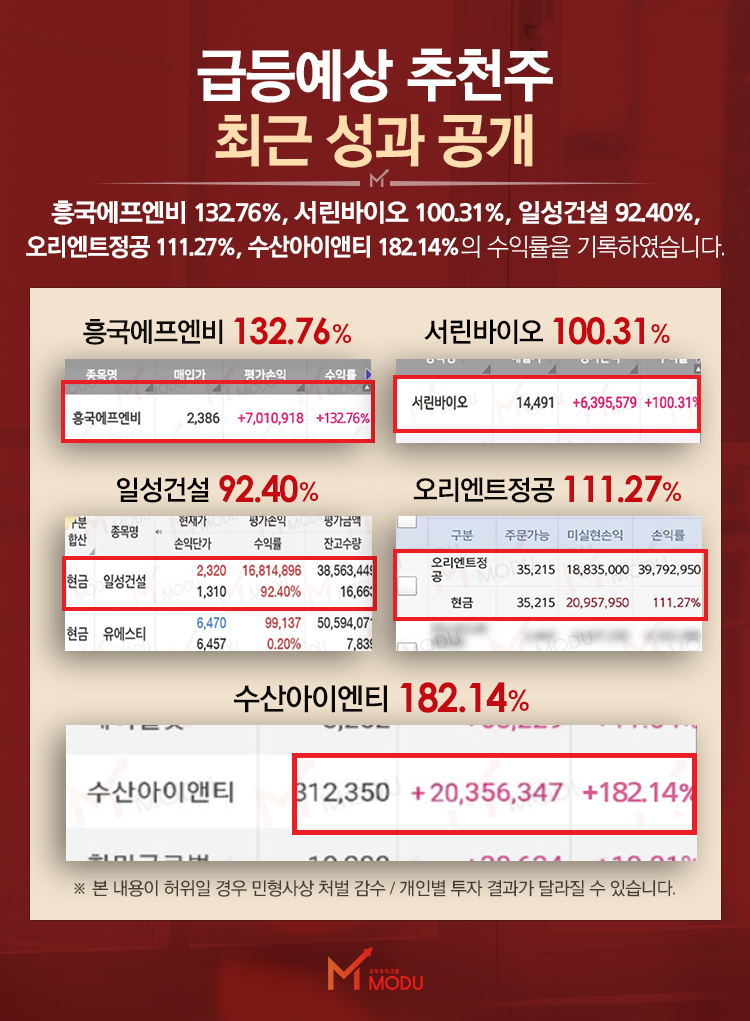 급등예상 추천주
최근 성과 공개
흥국에프엔비 132.76%, 서린바이오 100.31%, 일성건설 92.40%,
오리엔트정공 111.27%, 수산아이앤티 182.14%의 수익률을 기록하였습니다.
흥국에프엔비 132.76%
종목명 매입가 평가손익 수익률
흥국에프엔비 2,386 +7,010,918 +132.76%
서린바이오 100.31%
서린바이오 14,491 +6,395,579 +100.31%
일성건설 92.40%
구분 종목명 현재가 평가손익 평가금액
합산 손익단가 수익률 잔고수량
현금 일성건설 2,320 16,814,896 38,563,449
1,310 92.40% 16,663
현금 유에스티 6,470 99,137 50,594,071
6,457 0.20% 7,839
오리엔트정공 111.27%
구분 주문가능 미실현손익 손익률
오리엔트정
공 35,215 18,835,000 39,792,950
현금 35,215 20,957,950 111.27%
수산아이엔티 182.14%
수산아이앤티 312,350 +20,356,347 +182.14%
※ 본 내용이 허위일 경우 민형사상 처벌 감수 / 개인별 투자 결과가 달라질 수 있습니다.
MODU